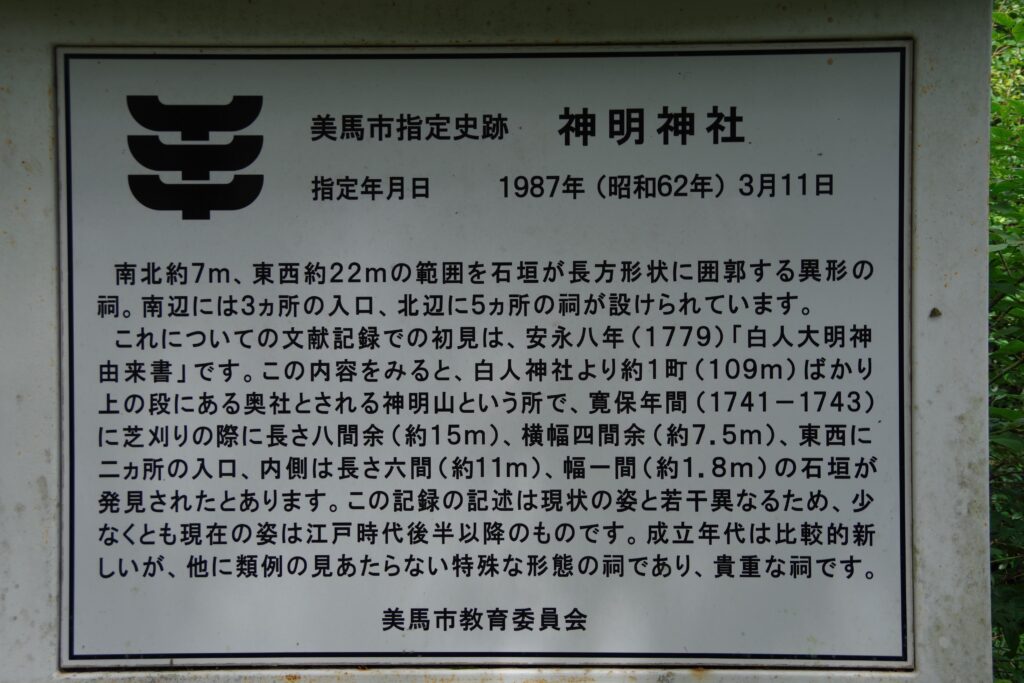 美馬市指定史跡　神明神社
指定年月日　1987年（昭和62年）3月11日
南北約7m、東西約22mの範囲を石垣が長方形状に囲郭する異形の
祠。南辺には3ヵ所の入口、北辺に5ヵ所の祠が設けられています。
これについての文献記録での初見は、安永八年（1779）「白人大明神
由来書」です。この内容をみると、白人神社より約1町（109m）ばかり
上の段にある奥社とされる神明山という所で、寛保年間（1741－1743）
に芝刈りの際に長さ八間余（約15m）、横幅四間余（約7.5m）、東西に
二ヵ所の入口、内側は長さ六間（約11m）、幅一間（約1.8m）の石垣が
発見されたとあります。この記録の記述は現状の姿と若干異なるため、少
なくとも現在の姿は江戸時代後半以降のものです。成立年代は比較的新
しいが、他に類例の見あたらない特殊な形態の祠であり、貴重な祠です。
美馬市教育委員会